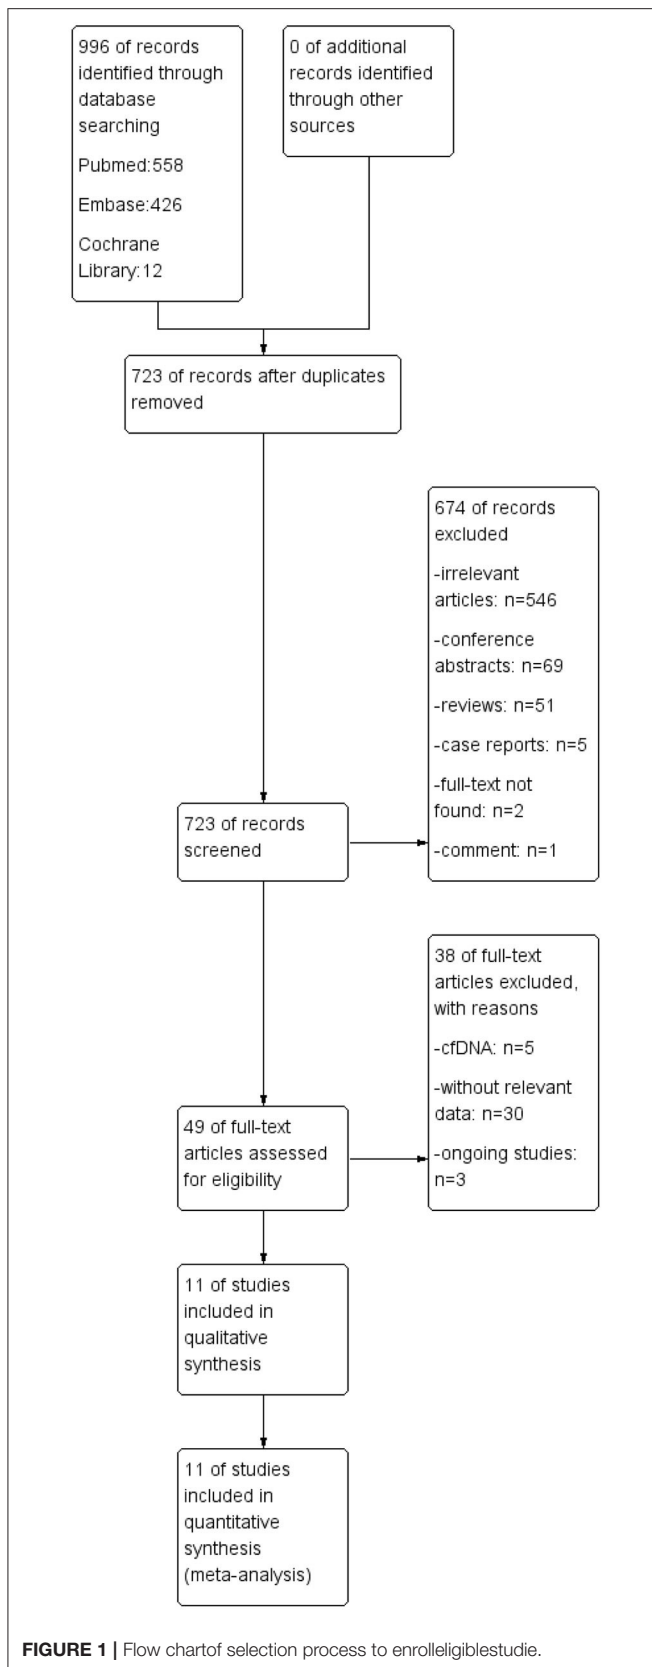 996 of records
identified through
database
searching
Pubmed:558
Embase:426
Cochrane
Library:12
0 of additional
records identified
through other
sources
723 of records after duplicates
removed
674 of records
excluded
-irrelevant
articles: n=546
-conference
abstracts: n=69
-reviews: n=51
-case reports: n=5
-full-text not
found: n=2
-comment: n=1
723 of records
screened
38 of full-text
articles excluded,
with reasons
-cfDNA: n=5
-without relevant
data: n=30
-ongoing studies:
n=3
49 of full-text
articles assessed
for eligibility
11 of studies
included in
qualitative
synthesis
11 of studies
included in
quantitative
synthesis
(meta-analysis)
FIGURE 1 | Flow chartof selection process to enrolleligiblestudie.